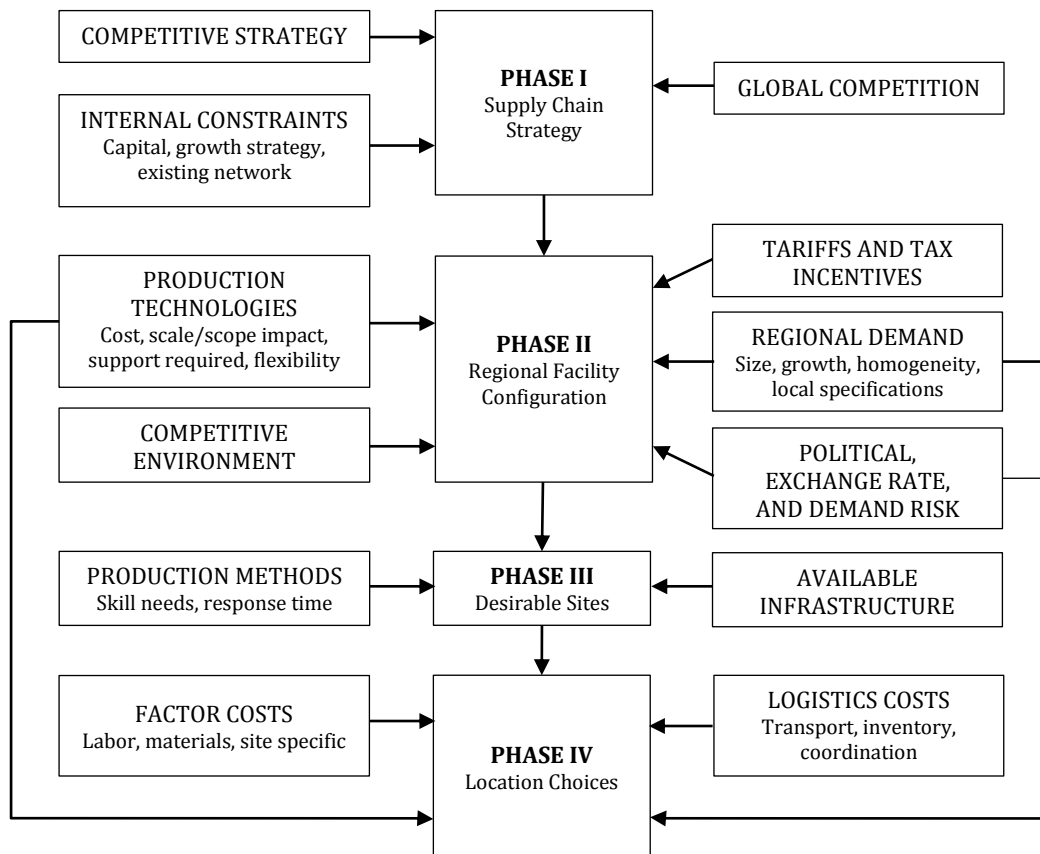 COMPETITIVE STRATEGY
PHASE I
Supply Chain
Strategy
GLOBAL COMPETITION
INTERNAL CONSTRAINTS
Capital, growth strategy,
existing network
TARIFFS AND TAX
INCENTIVES
PRODUCTION
TECHNOLOGIES
Cost, scale/scope impact,
support required, flexibility
PHASE II
Regional Facility
Configuration
REGIONAL DEMAND
Size, growth, homogeneity,
local specifications
COMPETITIVE
ENVIRONMENT
POLITICAL,
EXCHANGE RATE,
AND DEMAND RISK
PRODUCTION METHODS
Skill needs, response time
PHASE III
Desirable Sites
AVAILABLE
INFRASTRUCTURE
FACTOR COSTS
Labor, materials, site specific
PHASE IV
Location Choices
LOGISTICS COSTS
Transport, inventory,
coordination